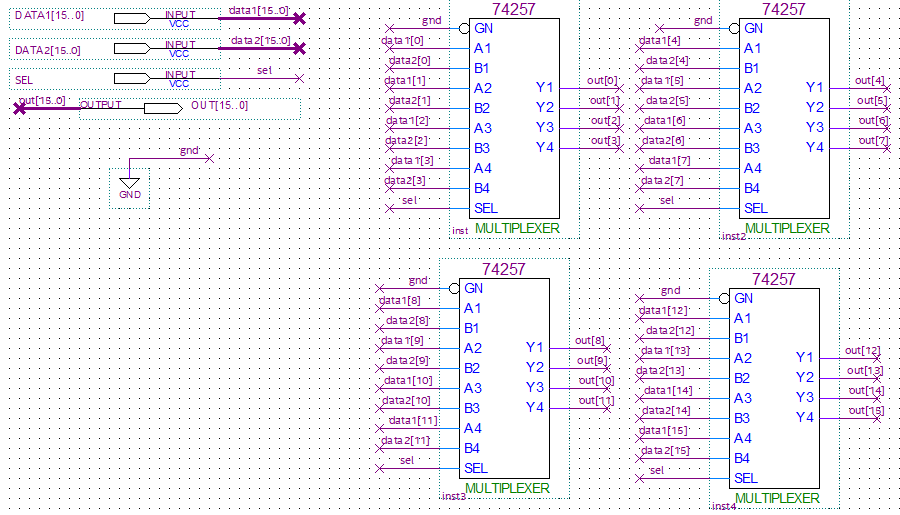 DATA1[15..0] INPUT VCC data1[15..0]
DATA2[15..0] INPUT VCC data2[15..0]
SEL INPUT VCC sel
out[15..0] OUTPUT OUT[15..0]
gnd
GND
74257
gnd GN
data1[0] A1
data2[0] B1
data1[1] A2 Y1 out[0]
data2[1] B2 Y2 out[1]
data1[2] A3 Y3 out[2]
data2[2] B3 Y4 out[3]
data1[3] A4
data2[3] B4
sel SEL
inst MULTIPLEXER
74257
gnd GN
data1[4] A1
data2[4] B1
data1[5] A2 Y1 out[4]
data2[5] B2 Y2 out[5]
data1[6] A3 Y3 out[6]
data2[6] B3 Y4 out[7]
data1[7] A4
data2[7] B4
sel SEL
inst2 MULTIPLEXER
74257
gnd GN
data1[8] A1
data2[8] B1
data1[9] A2 Y1 out[8]
data2[9] B2 Y2 out[9]
data1[10] A3 Y3 out[10]
data2[10] B3 Y4 out[11]
data1[11] A4
data2[11] B4
sel SEL
inst3 MULTIPLEXER
74257
gnd GN
data1[12] A1
data2[12] B1
data1[13] A2 Y1 out[12]
data2[13] B2 Y2 out[13]
data1[14] A3 Y3 out[14]
data2[14] B3 Y4 out[15]
data1[15] A4
data2[15] B4
sel SEL
inst4 MULTIPLEXER